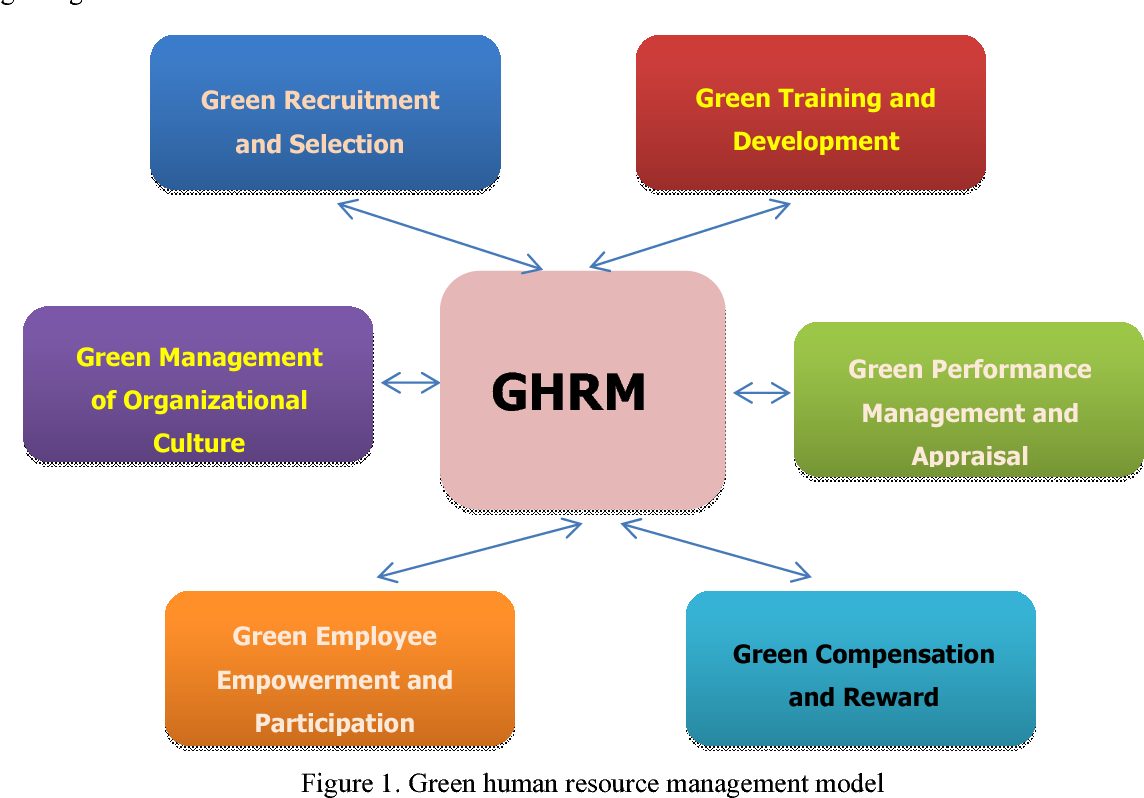 Green Recruitment
and Selection
Green Training and
Development
Green Management
of Organizational
Culture
GHRM
Green Performance
Management and
Appraisal
Green Employee
Empowerment and
Participation
Green Compensation
and Reward
Figure 1. Green human resource management model